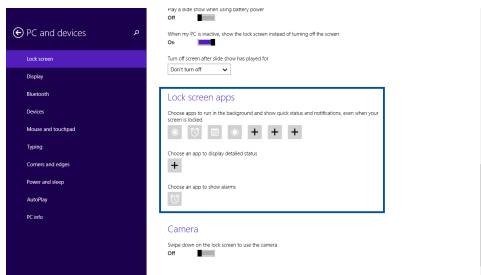 PC and devices
Lock screen
Display
Bluetooth
Devices
Mouse and touchpad
Typing
Corners and edges
Power and sleep
AutoPlay
PC info
Play a slide show when using battery power
Off
When my PC is inactive, show the lock screen instead of turning off the screen
On
Turn off screen after slide show has played for
Don't turn off
Lock screen apps
Choose apps to run in the background and show quick status and notifications, even when your
screen is locked
Choose an app to display detailed status
Choose an app to show alarms
Camera
Swipe down on the lock screen to use the camera
Off